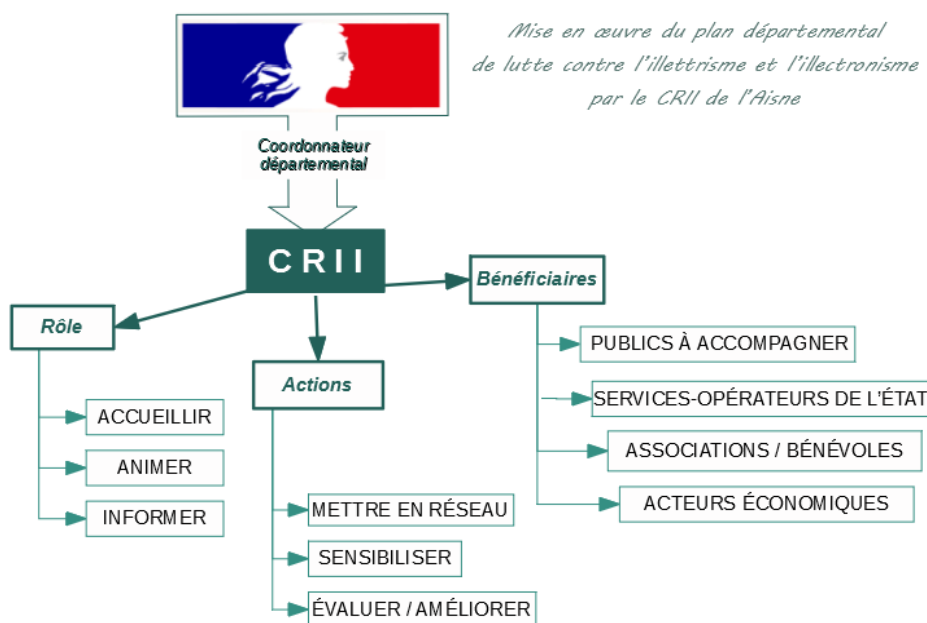 Mise en œuvre du plan départemental
de lutte contre l'illettrisme et l'illectronisme
par le CRII de l'Aisne
Coordonnateur
départemental
CRII
Rôle
ACCUEILLIR
ANIMER
INFORMER
Actions
METTRE EN RÉSEAU
SENSIBILISER
ÉVALUER / AMÉLIORER
Bénéficiaires
PUBLICS À ACCOMPAGNER
SERVICES-OPÉRATEURS DE L'ÉTAT
ASSOCIATIONS / BÉNÉVOLES
ACTEURS ÉCONOMIQUES